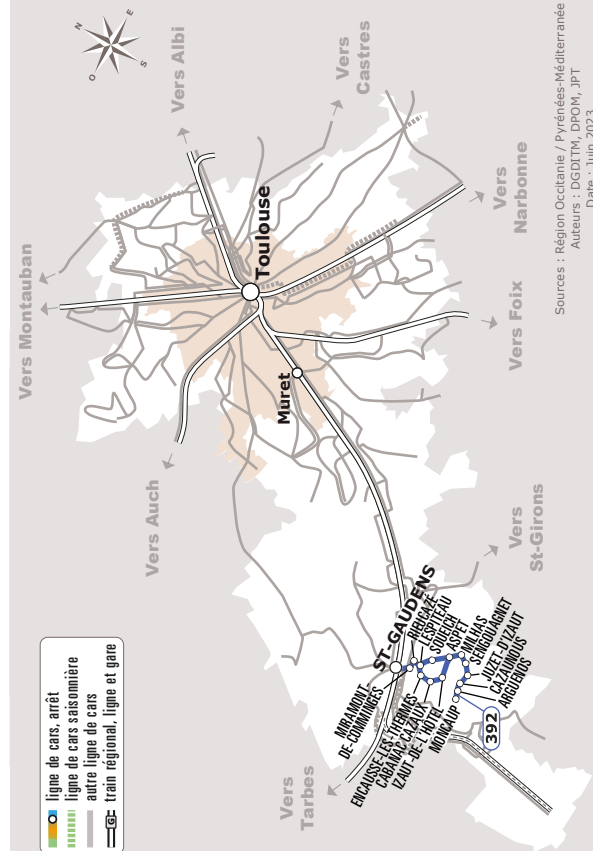 ligne de cars, arrêt
ligne de cars saisonnière
autre ligne de cars
G train régional, ligne et gare
N
E
S
O
Vers Montauban
Vers Albi
Vers
Castres
Vers
Narbonne
Vers Foix
Vers
St-Girons
Vers Auch
Vers
Tarbes
Toulouse
Muret
ST-GAUDENS
MIRAMONT-
DE-COMMINGES
RIEUCAZÉ
LESPITEAU
SOUEICH
ASPET
MILHAS
SENGOUAGNET
JUZET-D'IZAUT
CAZAUNOUS
ARGUENOS
ENCAUSSE-LES-THERMES
CABANAC-CAZAUX
IZAUT-DE-L'HÔTEL
MONCAUP
392
Sources : Région Occitanie / Pyrénées-Méditerranée
Auteurs : DGDITM, DPOM, JPT
Date : Juin 2023